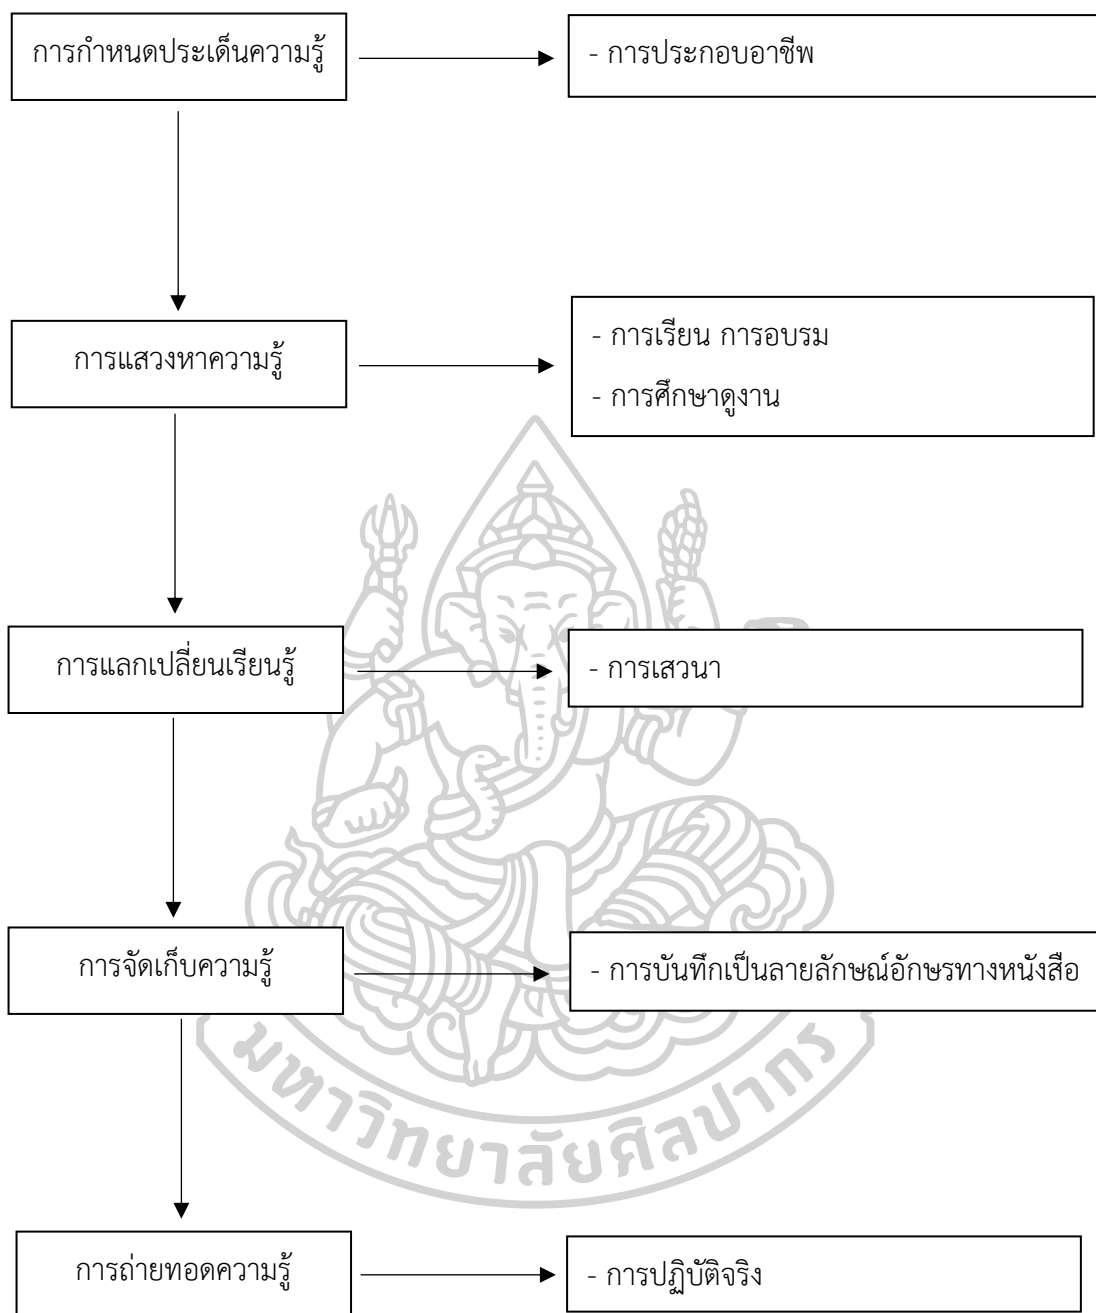 การกำหนดประเด็นความรู้
- การประกอบอาชีพ
การแสวงหาความรู้
- การเรียน การอบรม
- การศึกษาดูงาน
การแลกเปลี่ยนเรียนรู้
- การเสวนา
การจัดเก็บความรู้
- การบันทึกเป็นลายลักษณ์อักษรทางหนังสือ
มหาวิทยาลัยศิลปากร
การถ่ายทอดความรู้
- การปฏิบัติจริง